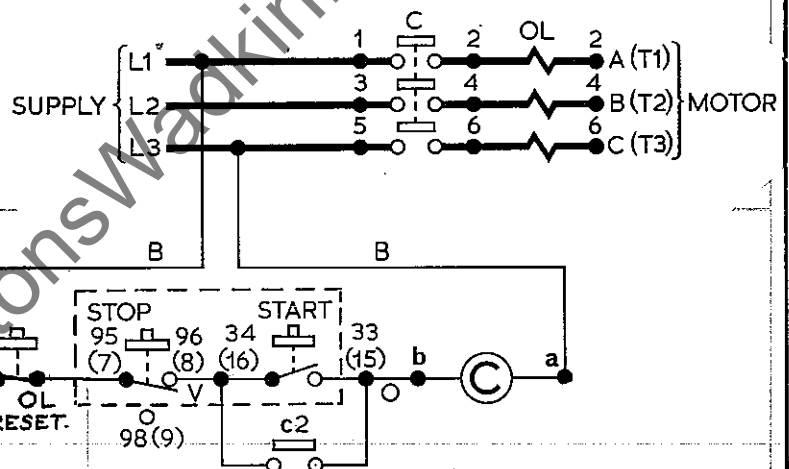 C
1 2 OL 2
L1 A (T1)
3 4 4
SUPPLY L2 B (T2) MOTOR
5 6 6
L3 C (T3)
B B
STOP START
95 96 34 33
(7) (8) (16) (15) b a
C
OL V O
RESET.
98(9) c2
onsWadkin